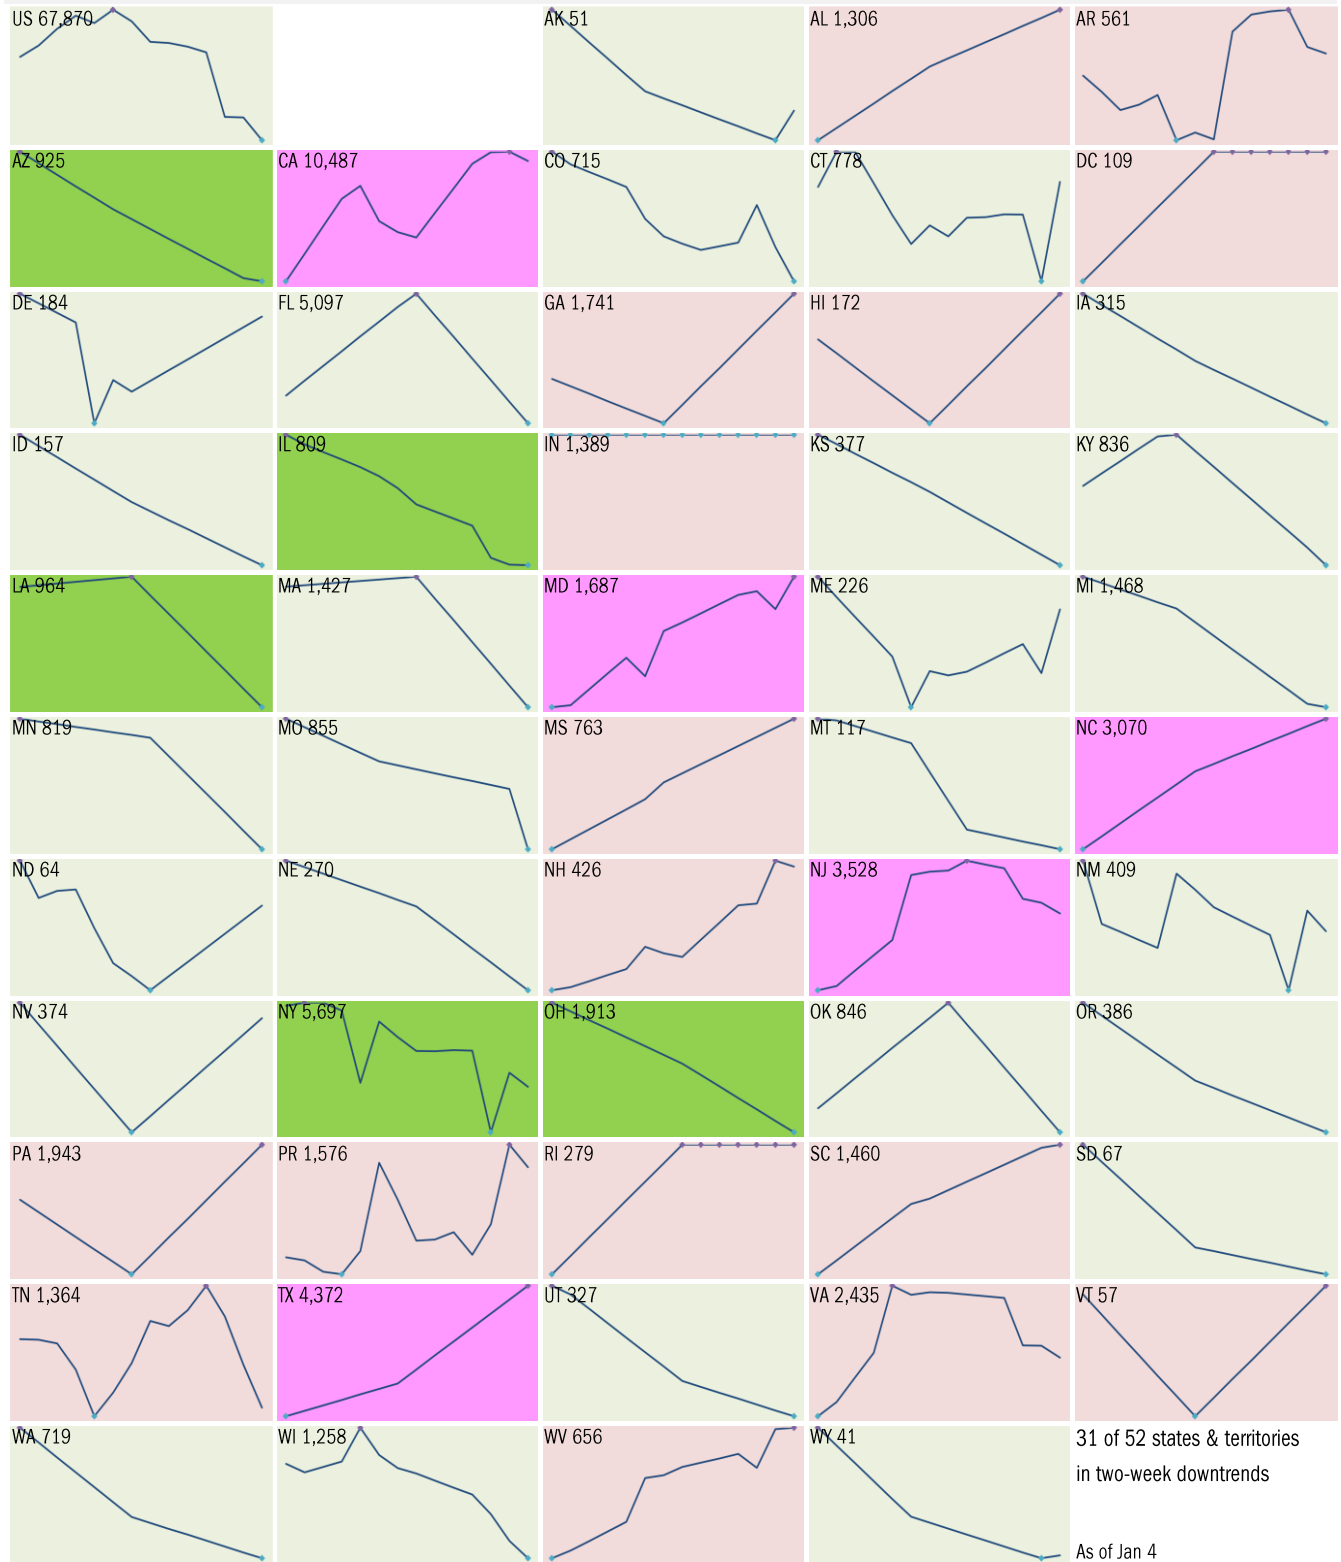 US 67,870
AK 51
AL 1,306
AR 561
AZ 925
CA 10,487
CO 715
CT 778
DC 109
DE 184
FL 5,097
GA 1,741
HI 172
IA 315
ID 157
IL 809
IN 1,389
KS 377
KY 836
LA 964
MA 1,427
MD 1,687
ME 226
MI 1,468
MN 819
MO 855
MS 763
MT 117
NC 3,070
ND 64
NE 270
NH 426
NJ 3,528
NM 409
NV 374
NY 5,697
OH 1,913
OK 846
OR 386
PA 1,943
PR 1,576
RI 279
SC 1,460
SD 67
TN 1,364
TX 4,372
UT 327
VA 2,435
VT 57
WA 719
WI 1,258
WV 656
WY 41
31 of 52 states & territories
in two-week downtrends
As of Jan 4